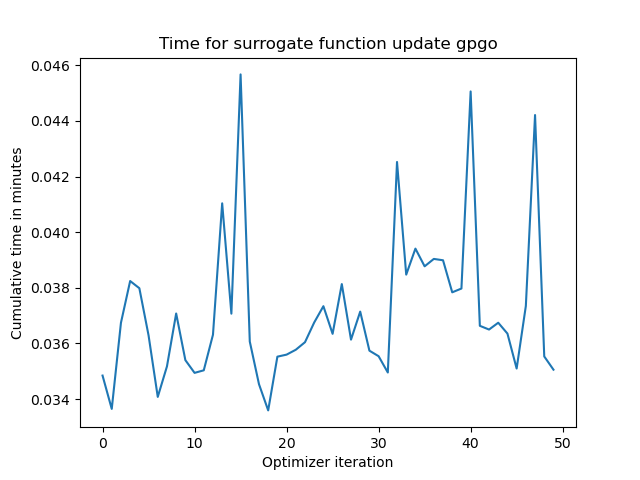 Time for surrogate function update gpgo
Cumulative time in minutes
0.046
0.044
0.042
0.040
0.038
0.036
0.034
0 10 20 30 40 50
Optimizer iteration